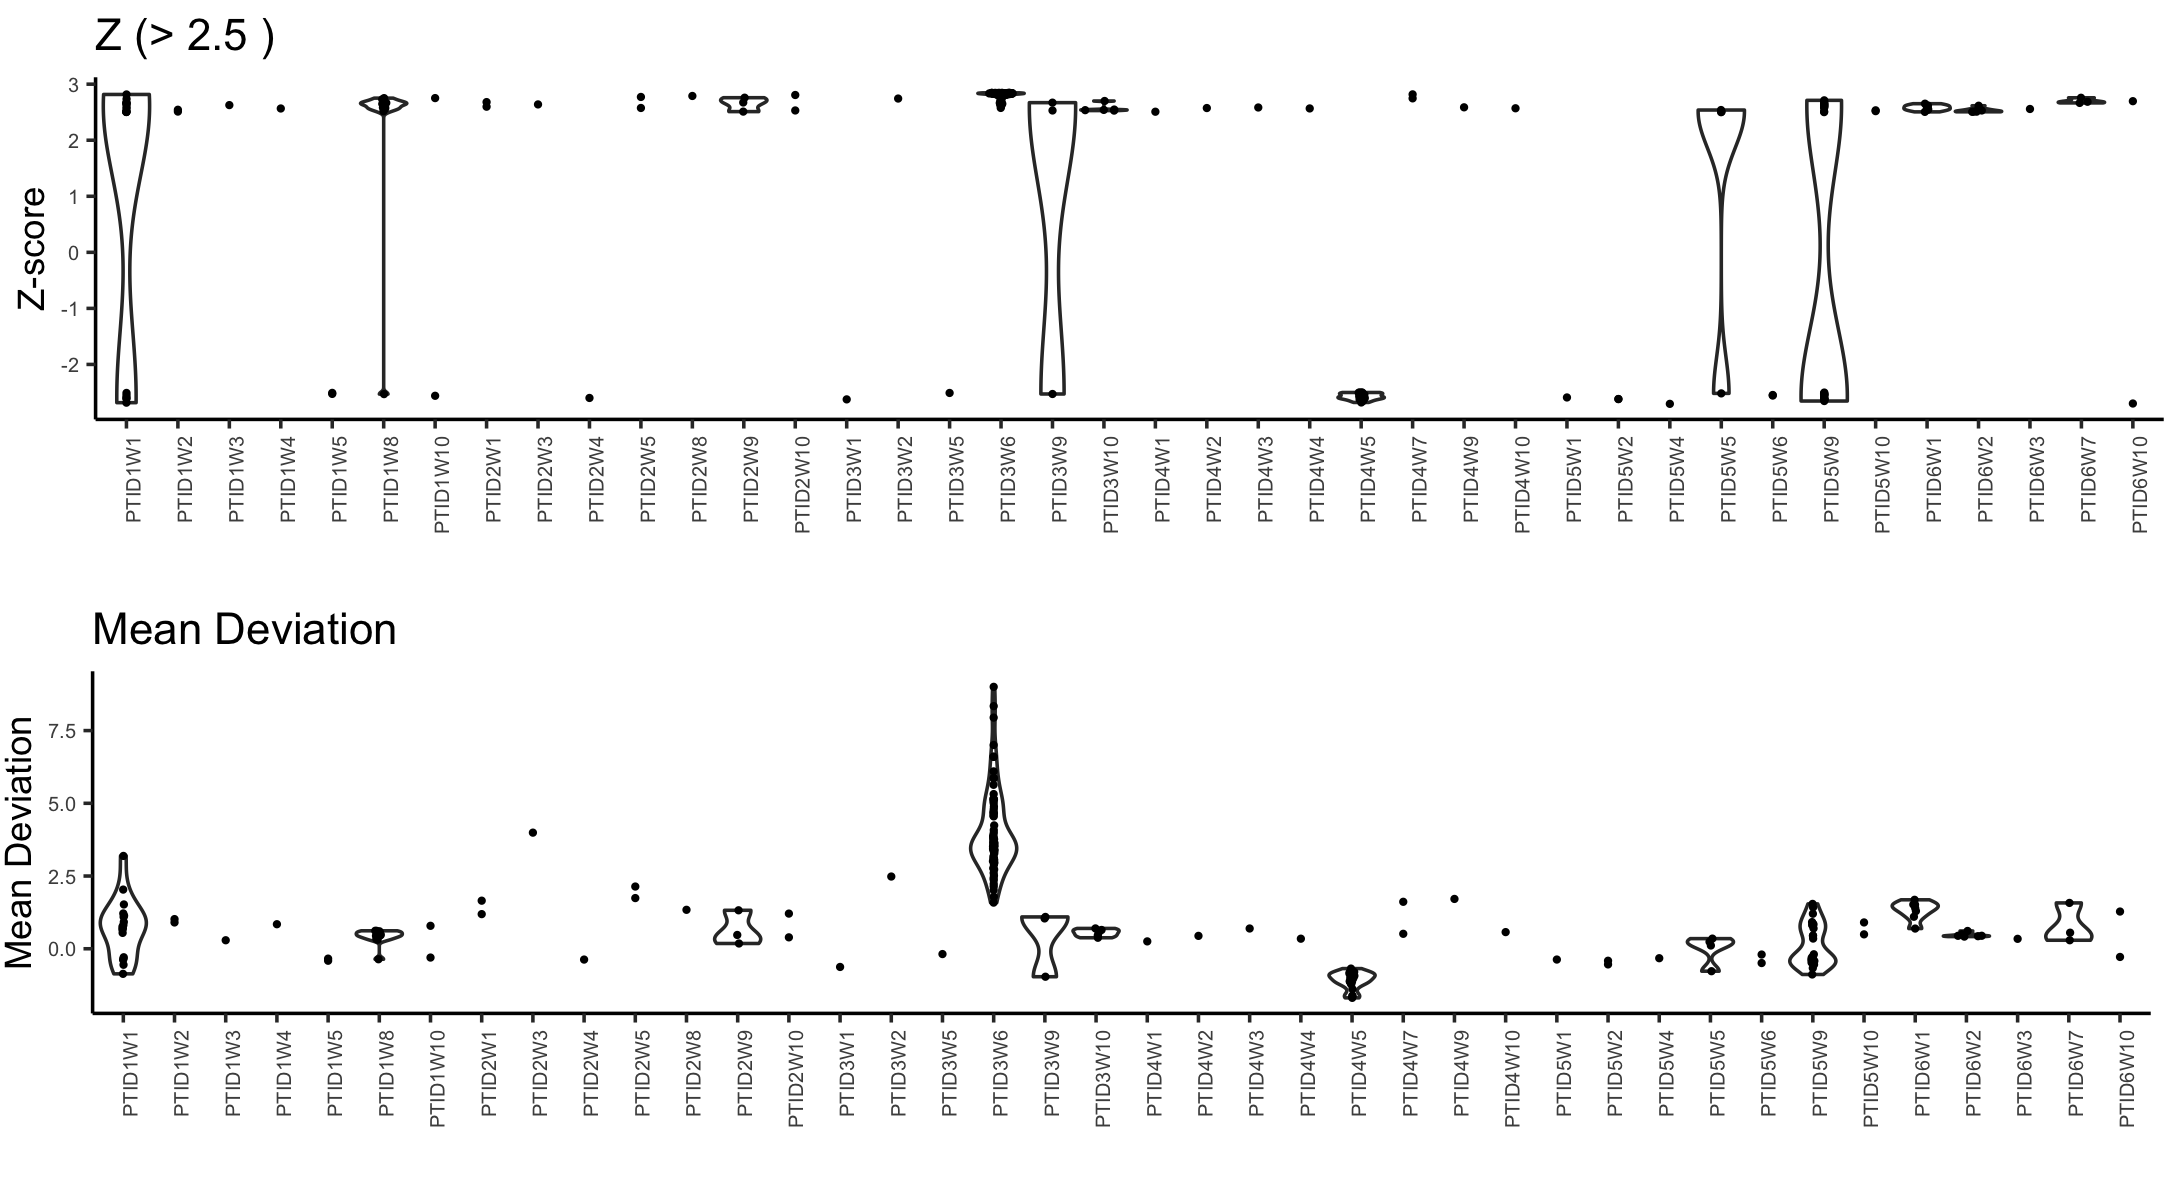 Z (> 2.5 )
Z-score
3
2
1
0
-1
-2
PTID1W1
PTID1W2
PTID1W3
PTID1W4
PTID1W5
PTID1W8
PTID1W10
PTID2W1
PTID2W3
PTID2W4
PTID2W5
PTID2W8
PTID2W9
PTID2W10
PTID3W1
PTID3W2
PTID3W5
PTID3W6
PTID3W9
PTID3W10
PTID4W1
PTID4W2
PTID4W3
PTID4W4
PTID4W5
PTID4W7
PTID4W9
PTID4W10
PTID5W1
PTID5W2
PTID5W4
PTID5W5
PTID5W6
PTID5W9
PTID5W10
PTID6W1
PTID6W2
PTID6W3
PTID6W7
PTID6W10
Mean Deviation
Mean Deviation
7.5
5.0
2.5
0.0
PTID1W1
PTID1W2
PTID1W3
PTID1W4
PTID1W5
PTID1W8
PTID1W10
PTID2W1
PTID2W3
PTID2W4
PTID2W5
PTID2W8
PTID2W9
PTID2W10
PTID3W1
PTID3W2
PTID3W5
PTID3W6
PTID3W9
PTID3W10
PTID4W1
PTID4W2
PTID4W3
PTID4W4
PTID4W5
PTID4W7
PTID4W9
PTID4W10
PTID5W1
PTID5W2
PTID5W4
PTID5W5
PTID5W6
PTID5W9
PTID5W10
PTID6W1
PTID6W2
PTID6W3
PTID6W7
PTID6W10